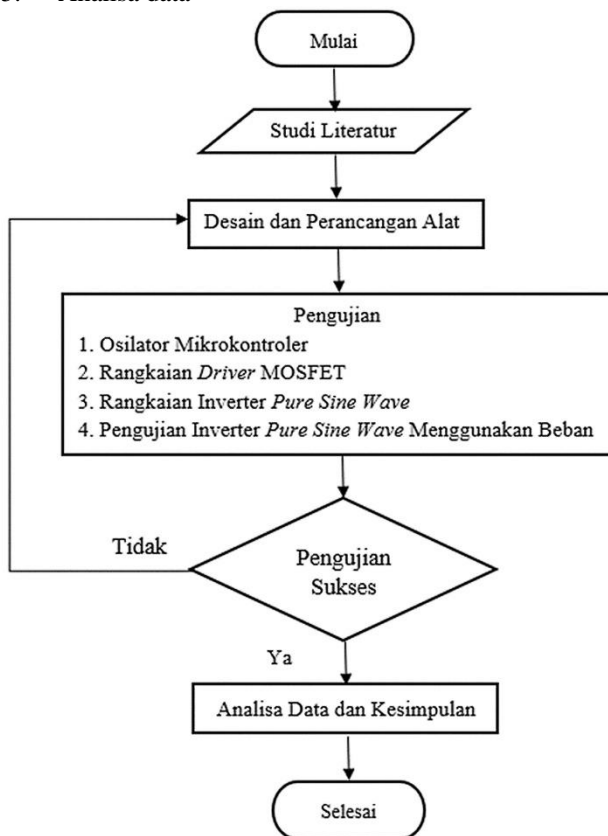 5. Analisa data
Mulai
Studi Literatur
Desain dan Perancangan Alat
Pengujian
1. Osilator Mikrokontroler
2. Rangkaian Driver MOSFET
3. Rangkaian Inverter Pure Sine Wave
4. Pengujian Inverter Pure Sine Wave Menggunakan Beban
Pengujian
Sukses
Tidak
Ya
Analisa Data dan Kesimpulan
Selesai